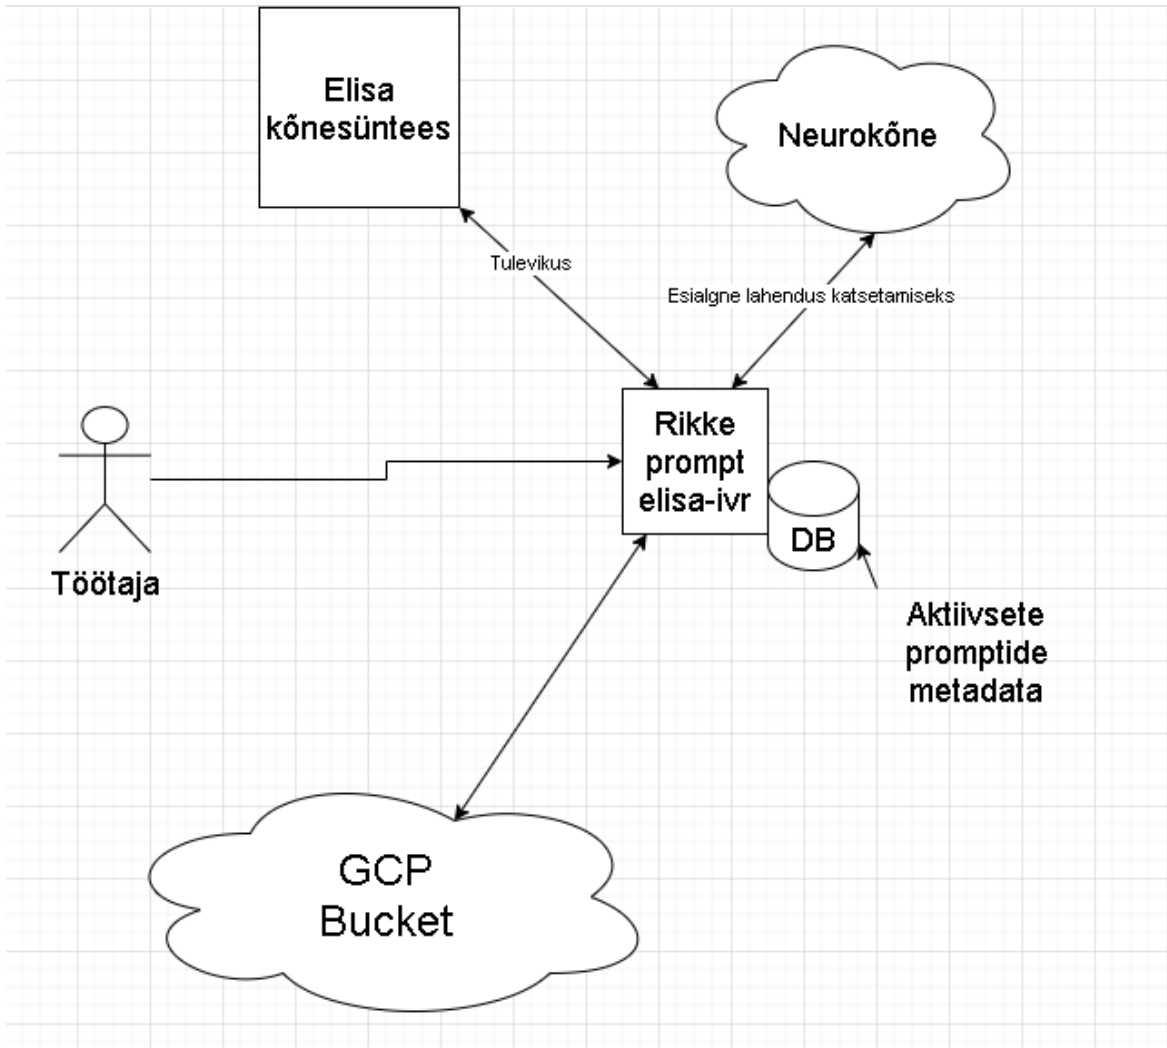 Elisa
kõnesüntees
Neurokõne
Tulevikus
Esialgne lahendus katsetamiseks
Rikke
prompt
elisa-ivr
DB
Töötaja
Aktiivsete
promptide
metadata
GCP
Bucket